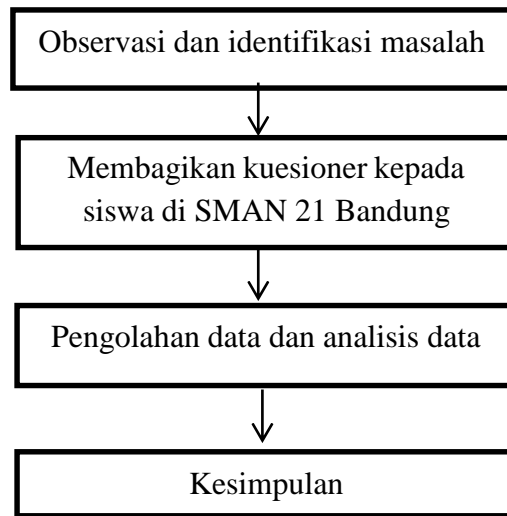 Observasi dan identifikasi masalah
Membagikan kuesioner kepada
siswa di SMAN 21 Bandung
Pengolahan data dan analisis data
Kesimpulan